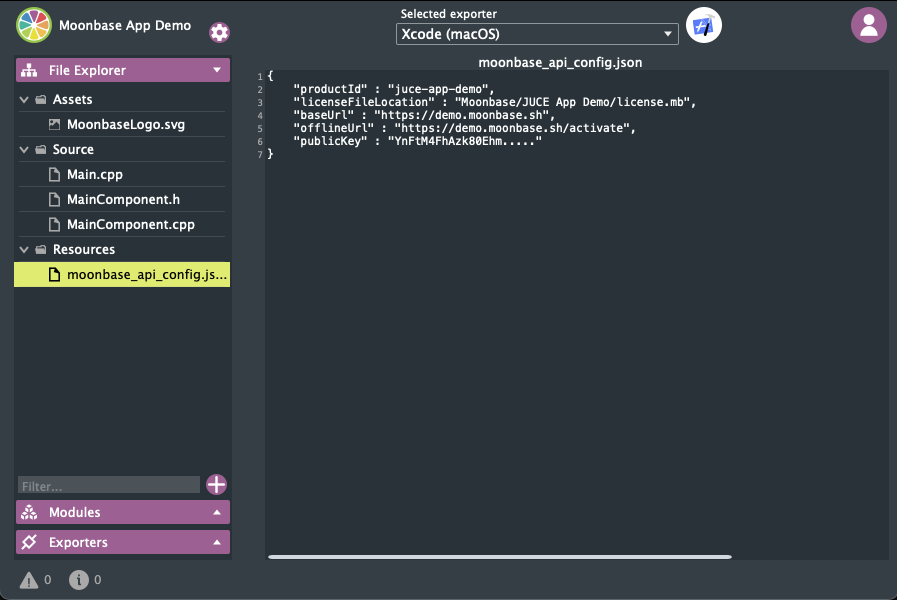 Moonbase App Demo
Selected exporter
Xcode (macOS)
File Explorer
Assets
MoonbaseLogo.svg
Source
Main.cpp
MainComponent.h
MainComponent.cpp
Resources
moonbase_api_config.js...
Filter...
Modules
Exporters
0
0
moonbase_api_config.json
1 {
2 "productId" : "juce-app-demo",
3 "licenseFileLocation" : "Moonbase/JUCE App Demo/license.mb",
4 "baseUrl" : "https://demo.moonbase.sh",
5 "offlineUrl" : "https://demo.moonbase.sh/activate",
6 "publicKey" : "YnFtM4FhAzk80Ehm....."
7 }